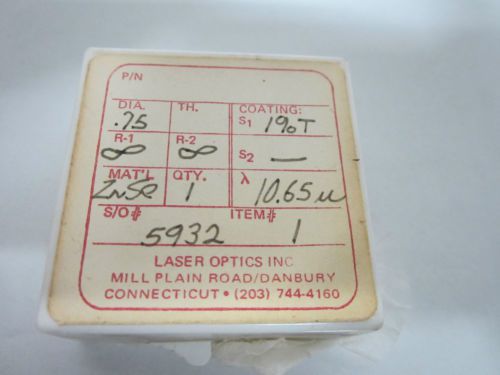 P/N
DIA. TH. COATING:
.75 S1 1%T
R-1 R-2
∞ ∞ S2 —
MAT'L QTY. λ
ZnSe 1 10.65 u
S/O# ITEM#
5932 1
LASER OPTICS INC
MILL PLAIN ROAD/DANBURY
CONNECTICUT • (203) 744-4160